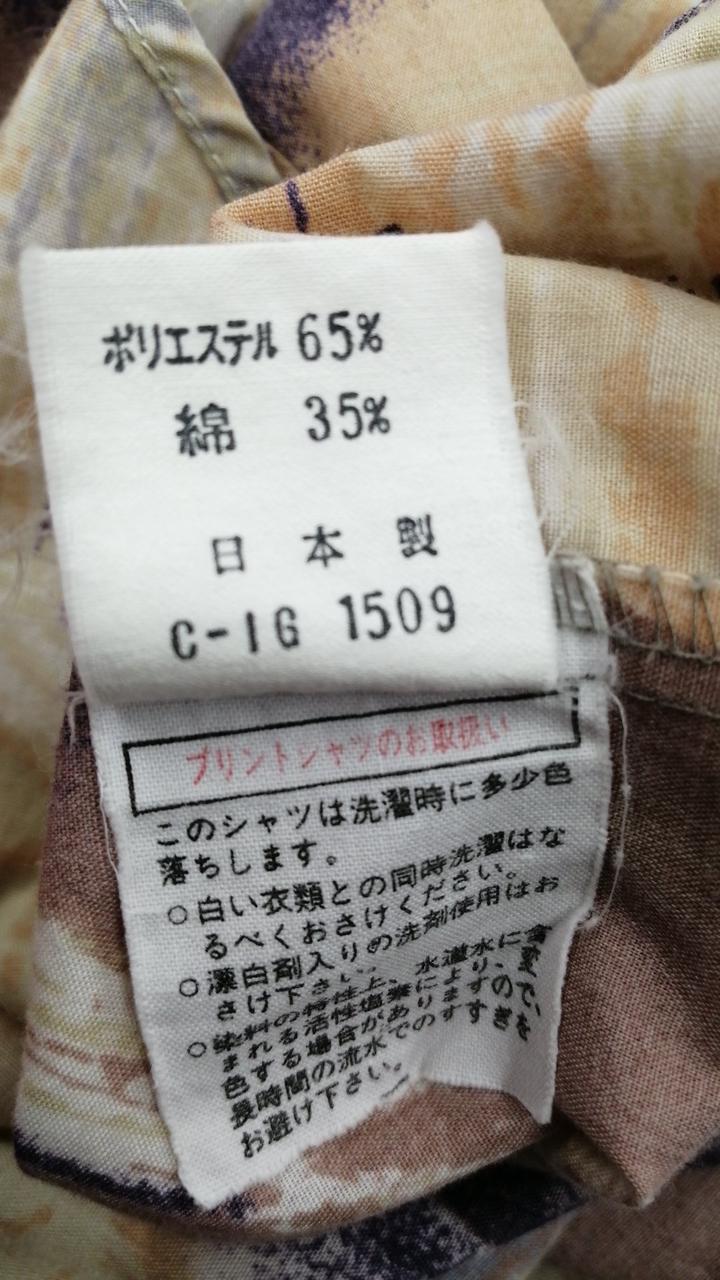 ポリエステル 65%
綿 35%
日本製
C-IG 1509
プリントシャツのお取扱い
このシャツは洗濯時に多少色
落ちします。
○白い衣類との同時洗濯はな
るべくおさけください。
○漂白剤入りの洗剤使用はお
さけ下さい。
○染料の特性上、水道水に含
まれる活性塩素により、変
色する場合がありますので、
長時間の流水でのすすぎを
お避け下さい。